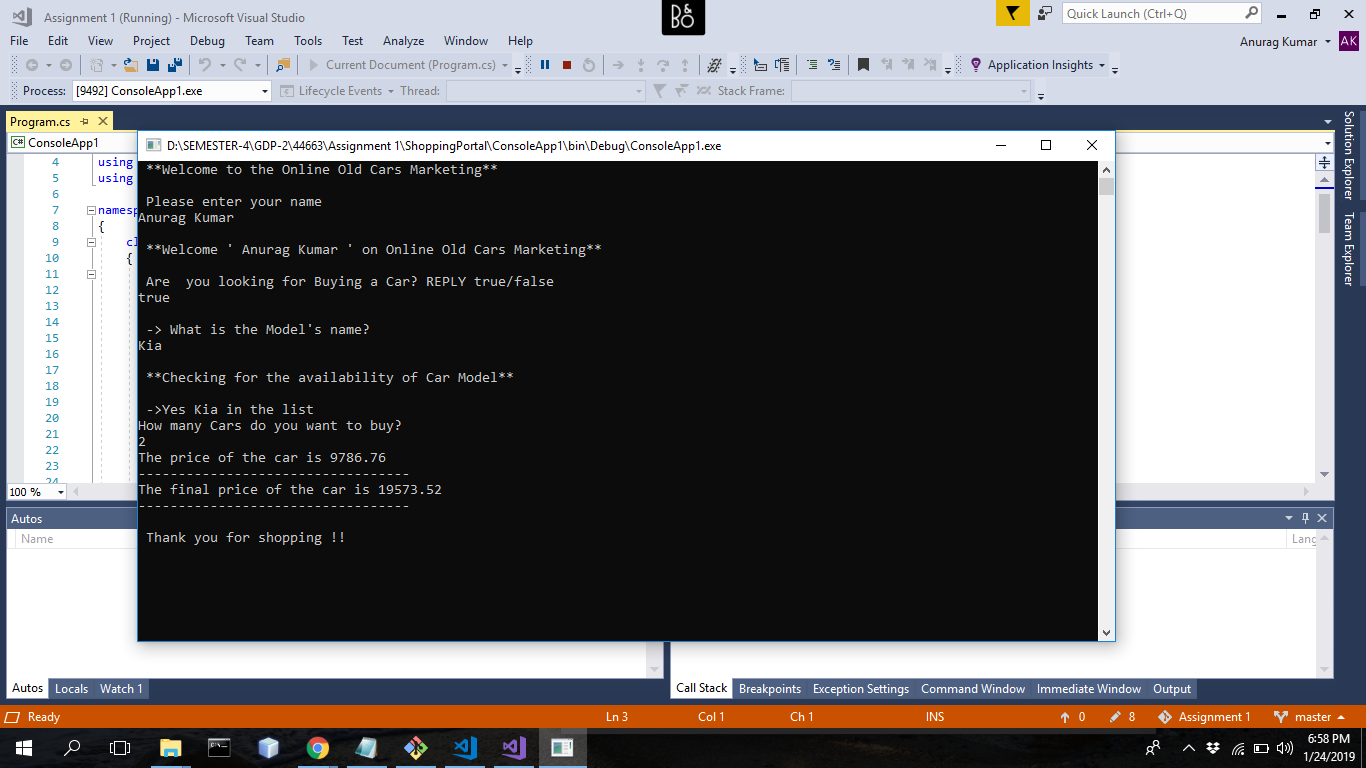 Assignment 1 (Running) - Microsoft Visual Studio
B&O
Quick Launch (Ctrl+Q)
File Edit View Project Debug Team Tools Test Analyze Window Help
Anurag Kumar AK
Current Document (Program.cs)
Application Insights
Process: [9492] ConsoleApp1.exe
Lifecycle Events Thread:
Stack Frame:
Program.cs
C# ConsoleApp1
Solution Explorer
Team Explorer
4 using
5 using
6
7 namesp
8 {
9 cl
10 {
11
12
13
14
15
16
17
18
19
20
21
22
23
24
100 %
D:\SEMESTER-4\GDP-2\44663\Assignment 1\ShoppingPortal\ConsoleApp1\bin\Debug\ConsoleApp1.exe
**Welcome to the Online Old Cars Marketing**
Please enter your name
Anurag Kumar
**Welcome ' Anurag Kumar ' on Online Old Cars Marketing**
Are  you looking for Buying a Car? REPLY true/false
true
-> What is the Model's name?
Kia
**Checking for the availability of Car Model**
->Yes Kia in the list
How many Cars do you want to buy?
2
The price of the car is 9786.76
----------------------------------
The final price of the car is 19573.52
----------------------------------
Thank you for shopping !!
Autos
Name
Lang
Autos Locals Watch 1
Call Stack Breakpoints Exception Settings Command Window Immediate Window Output
Ready Ln 3 Col 1 Ch 1 INS 0 8 Assignment 1 master
6:58 PM
1/24/2019